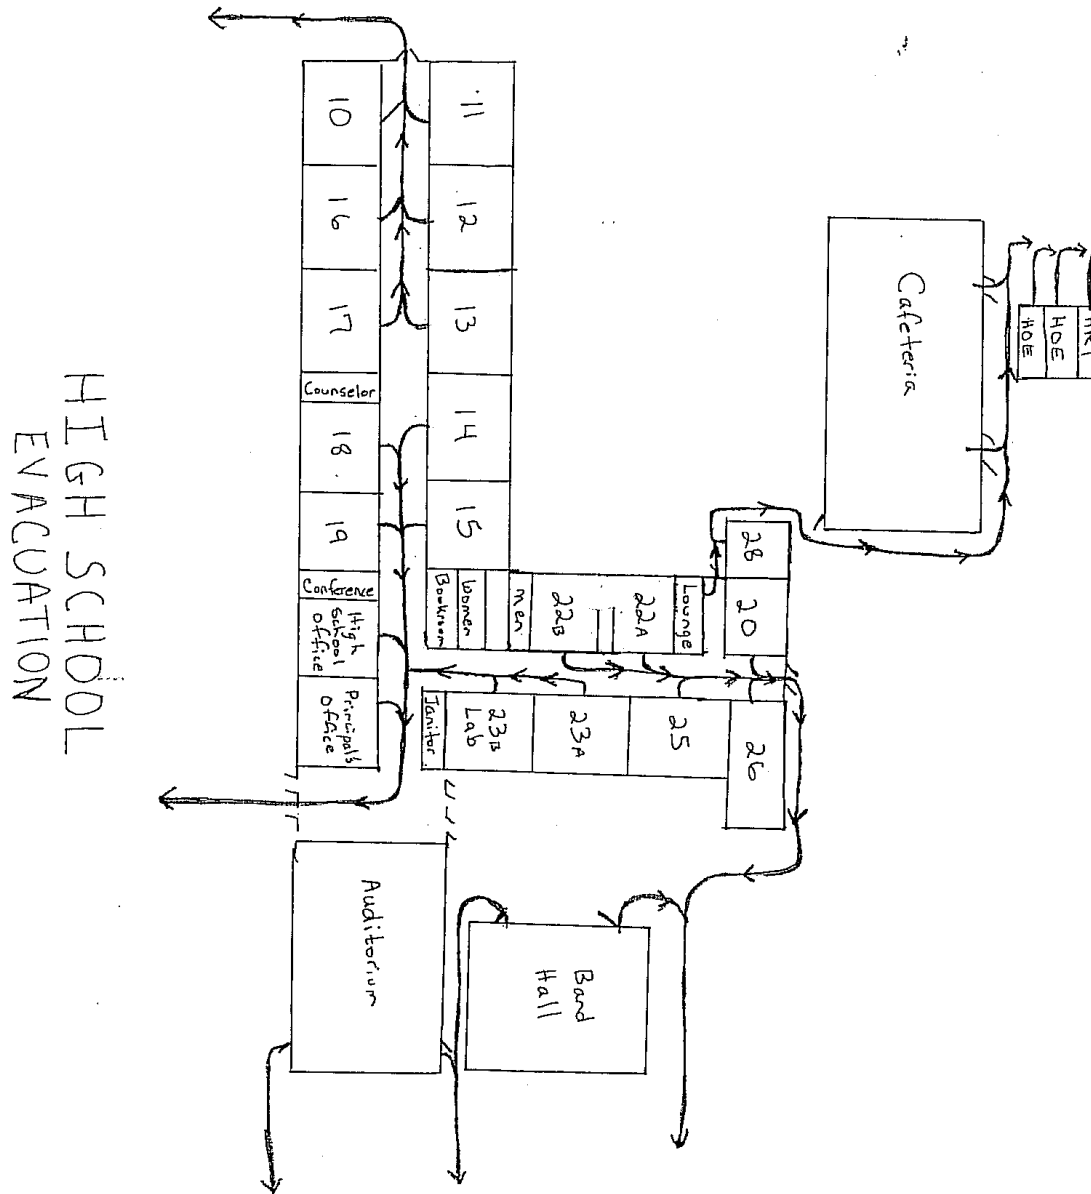 HIGH SCHOOL
EVACUATION
10
11
16
12
17
13
Counselor
18
14
19
15
Conference
High
School
Office
Principal's
Office
Bookroom
Women
Men
22B
22A
Lounge
28
20
Janitor
23B
Lab
23A
25
26
Cafeteria
HOE
HOE
Auditorium
Band
Hall